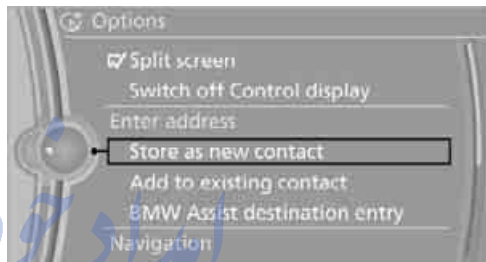 Options
Split screen
Switch off Control display
Enter address
Store as new contact
Add to existing contact
BMW Assist destination entry
Navigation